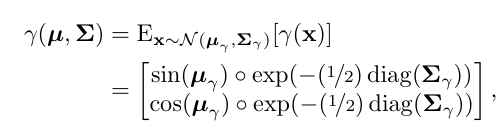 γ(μ, Σ) = E_{x∼𝒩(μ_γ,Σ_γ)}[γ(x)]
= [sin(μ_γ) ∘ exp(−(1/2) diag(Σ_γ))
cos(μ_γ) ∘ exp(−(1/2) diag(Σ_γ))],